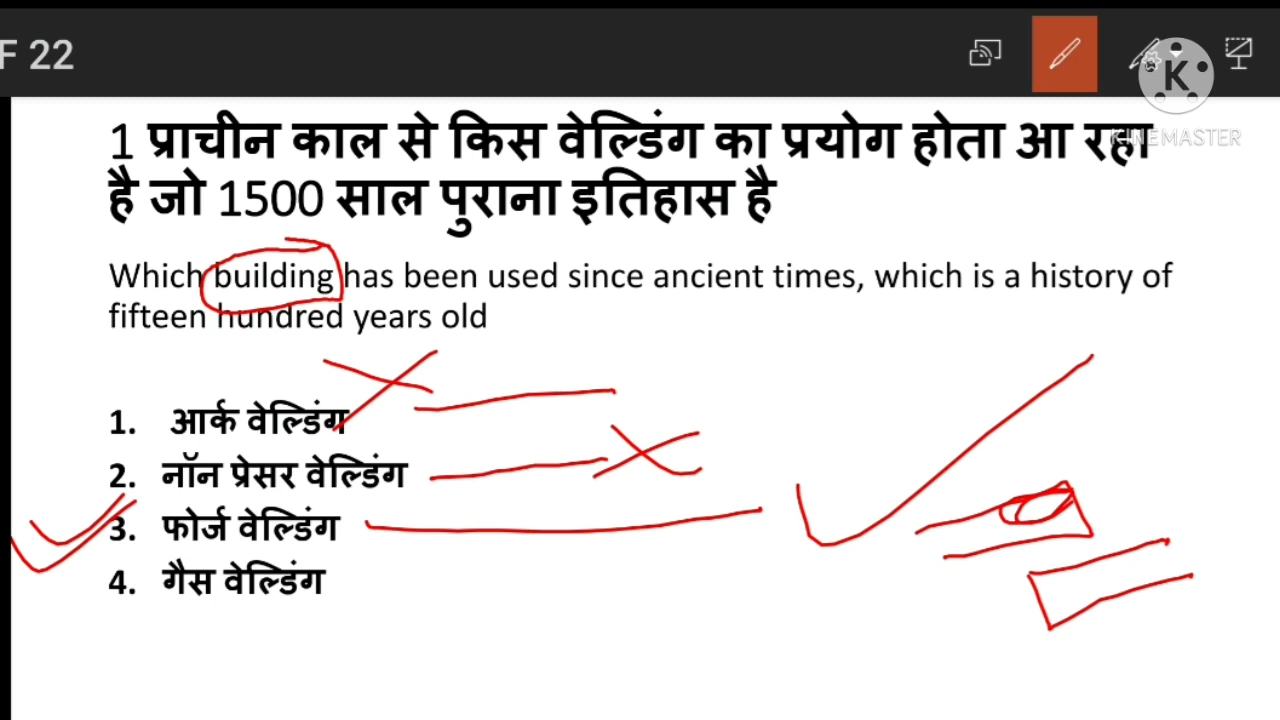 F 22
KINEMASTER
1 प्राचीन काल से किस वेल्डिंग का प्रयोग होता आ रहा
है जो 1500 साल पुराना इतिहास है
Which building has been used since ancient times, which is a history of
fifteen hundred years old
1. आर्क वेल्डिंग
2. नॉन प्रेसर वेल्डिंग
3. फोर्ज वेल्डिंग
4. गैस वेल्डिंग